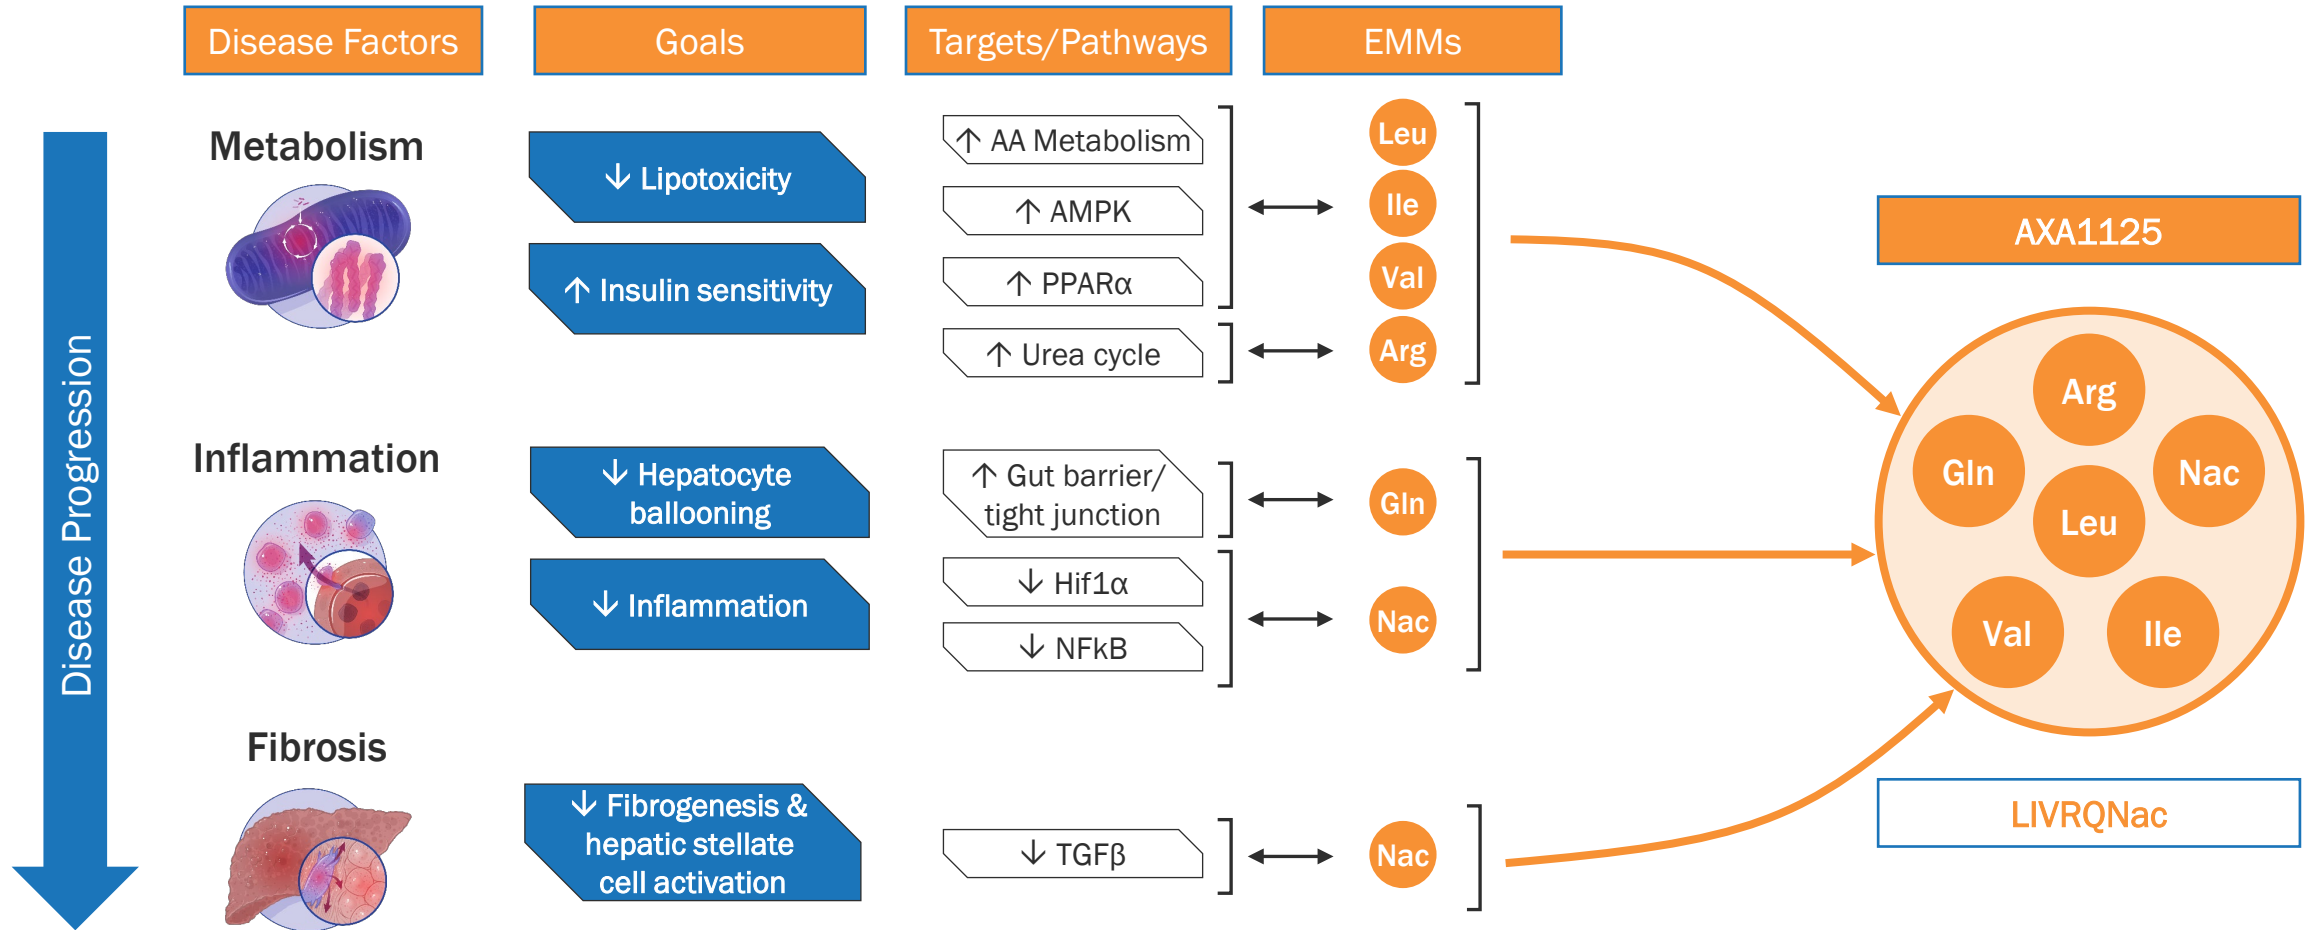 Disease Factors
Goals
Targets/Pathways
EMMs
Disease Progression
Metabolism
↓ Lipotoxicity
↑ Insulin sensitivity
↑ AA Metabolism
↑ AMPK
↑ PPARα
↑ Urea cycle
Leu
Ile
Val
Arg
Inflammation
↓ Hepatocyte
ballooning
↓ Inflammation
↑ Gut barrier/
tight junction
↓ Hif1α
↓ NFkB
Gln
Nac
Fibrosis
↓ Fibrogenesis &
hepatic stellate
cell activation
↓ TGFβ
Nac
AXA1125
Arg
Gln
Nac
Leu
Val
Ile
LIVRQNac